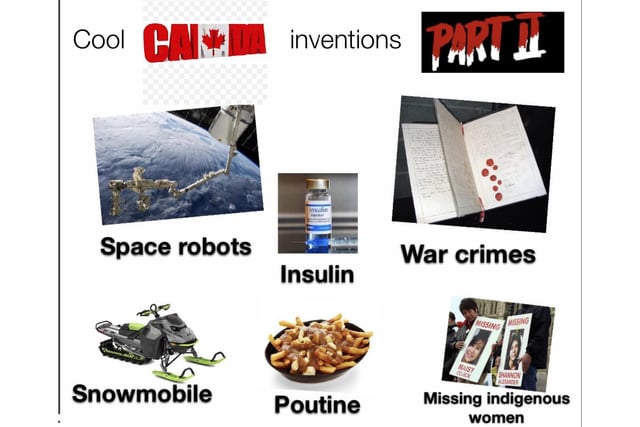 Cool CANADA inventions PART II
Space robots
insulin
Insulin
War crimes
Snowmobile
Poutine
MISSING
MAISY
ODJICK
MISSING
SHANNON
ALEXANDER
Missing indigenous
women